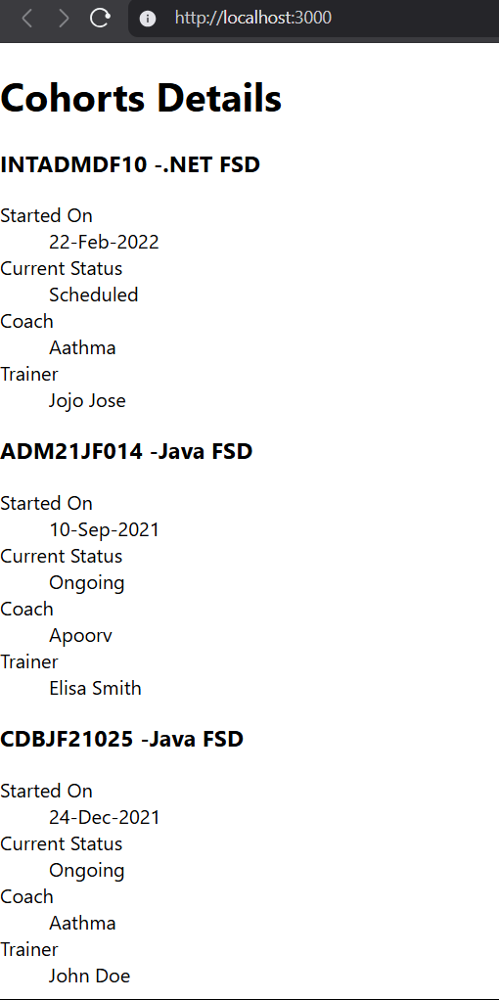 http://localhost:3000
Cohorts Details
INTADMDF10 -.NET FSD
Started On
22-Feb-2022
Current Status
Scheduled
Coach
Aathma
Trainer
Jojo Jose
ADM21JF014 -Java FSD
Started On
10-Sep-2021
Current Status
Ongoing
Coach
Apoorv
Trainer
Elisa Smith
CDBJF21025 -Java FSD
Started On
24-Dec-2021
Current Status
Ongoing
Coach
Aathma
Trainer
John Doe